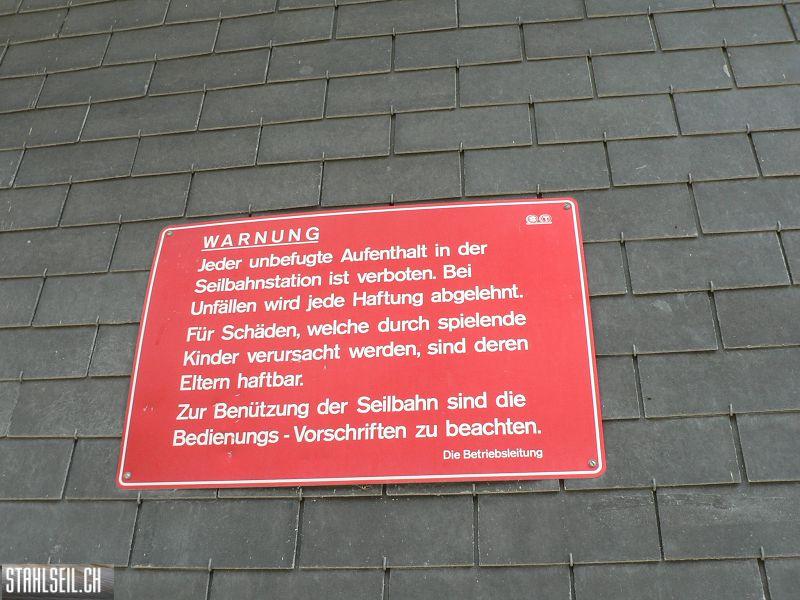 WARNUNG
Jeder unbefugte Aufenthalt in der
Seilbahnstation ist verboten. Bei
Unfällen wird jede Haftung abgelehnt.
Für Schäden, welche durch spielende
Kinder verursacht werden, sind deren
Eltern haftbar.
Zur Benützung der Seilbahn sind die
Bedienungs - Vorschriften zu beachten.
Die Betriebsleitung
STAHLSEIL.CH